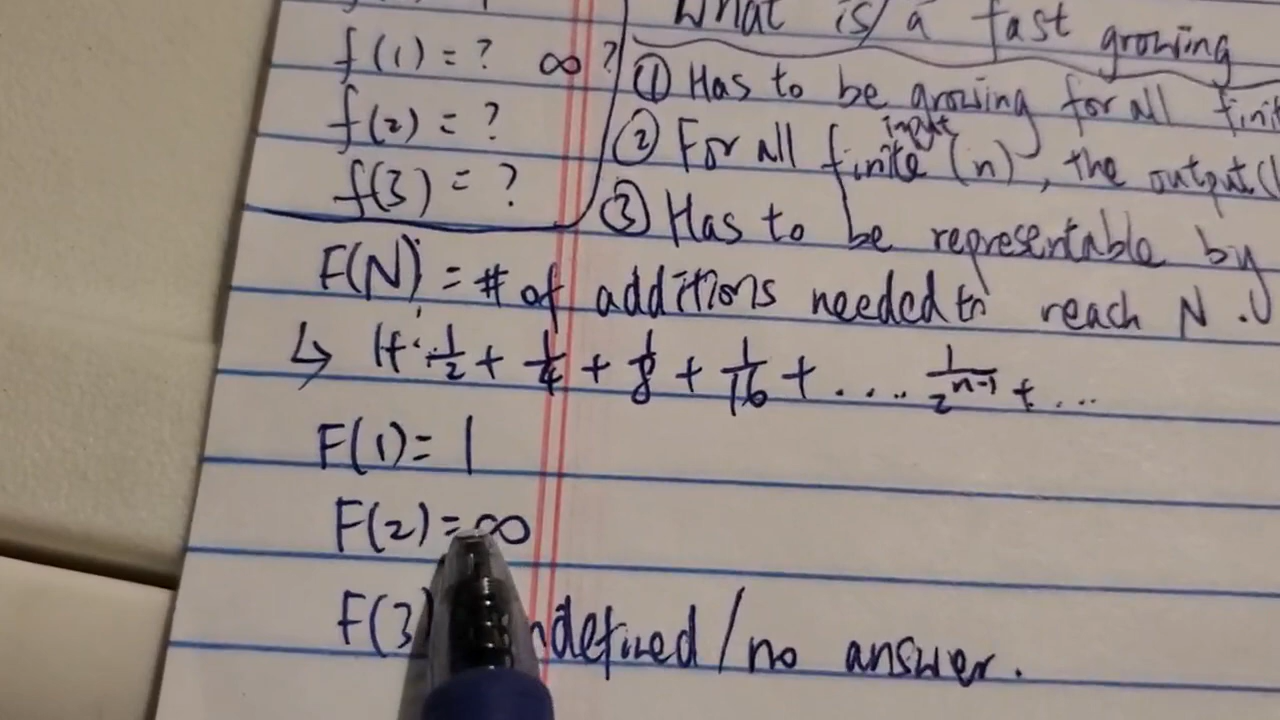 What is a fast growing
f(1) = ? ∞ ?
f(2) = ?
f(3) = ?
① Has to be growing for all
② For all finite input (n), the output
③ Has to be representable by
F(N) = # of additions needed to reach N.
↳ 1 + 1/2 + 1/4 + 1/8 + 1/16 + .... 1/2^(n-1) + ...
F(1) = 1
F(2) = ∞
F(3 ndefined / no answer.